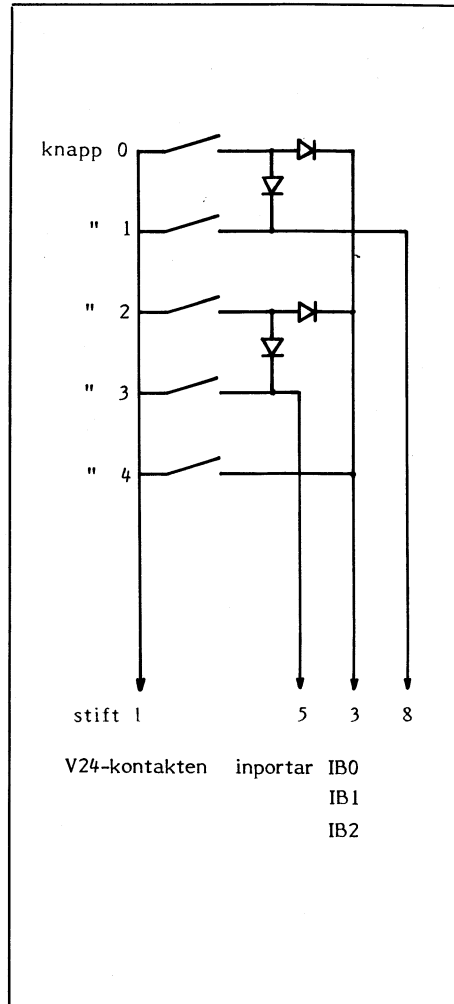 knapp 0
" 1
" 2
" 3
" 4
stift 1 5 3 8
V24-kontakten inportar IB0
IB1
IB2